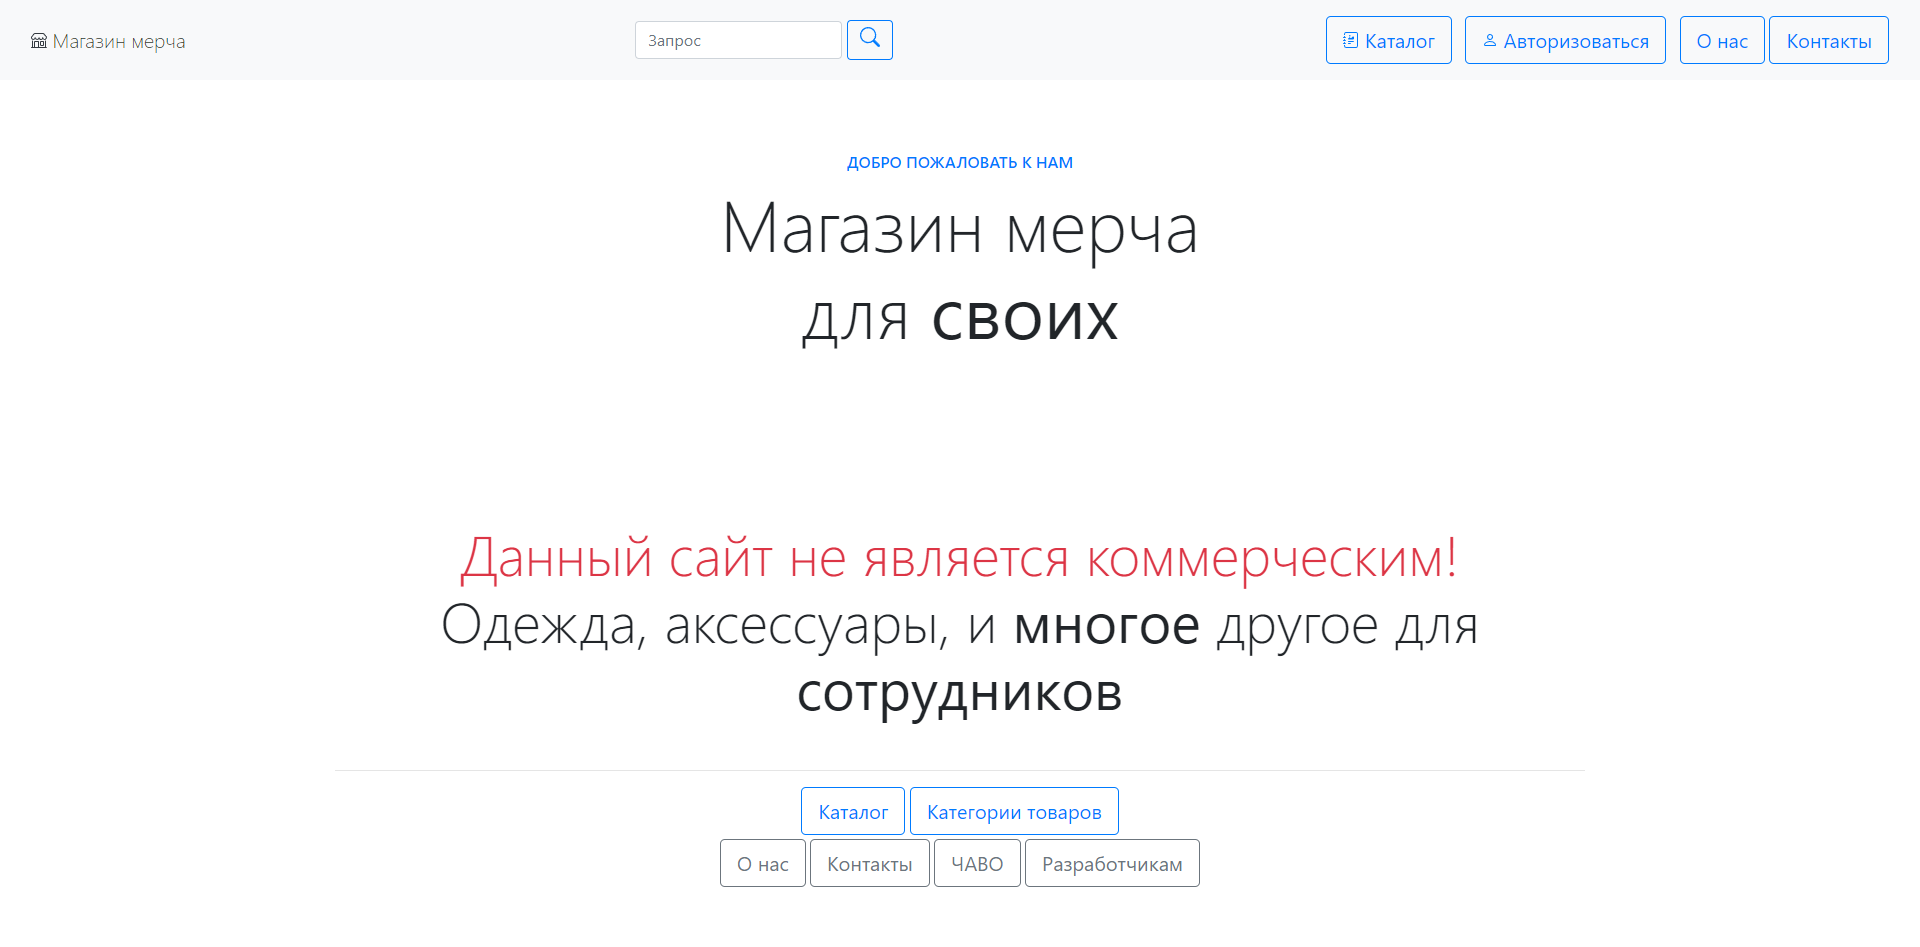 Магазин мерча
Запрос
Каталог
Авторизоваться
О нас
Контакты
ДОБРО ПОЖАЛОВАТЬ К НАМ
Магазин мерча
для своих
Данный сайт не является коммерческим!
Одежда, аксессуары, и многое другое для
сотрудников
Каталог
Категории товаров
О нас
Контакты
ЧАВО
Разработчикам